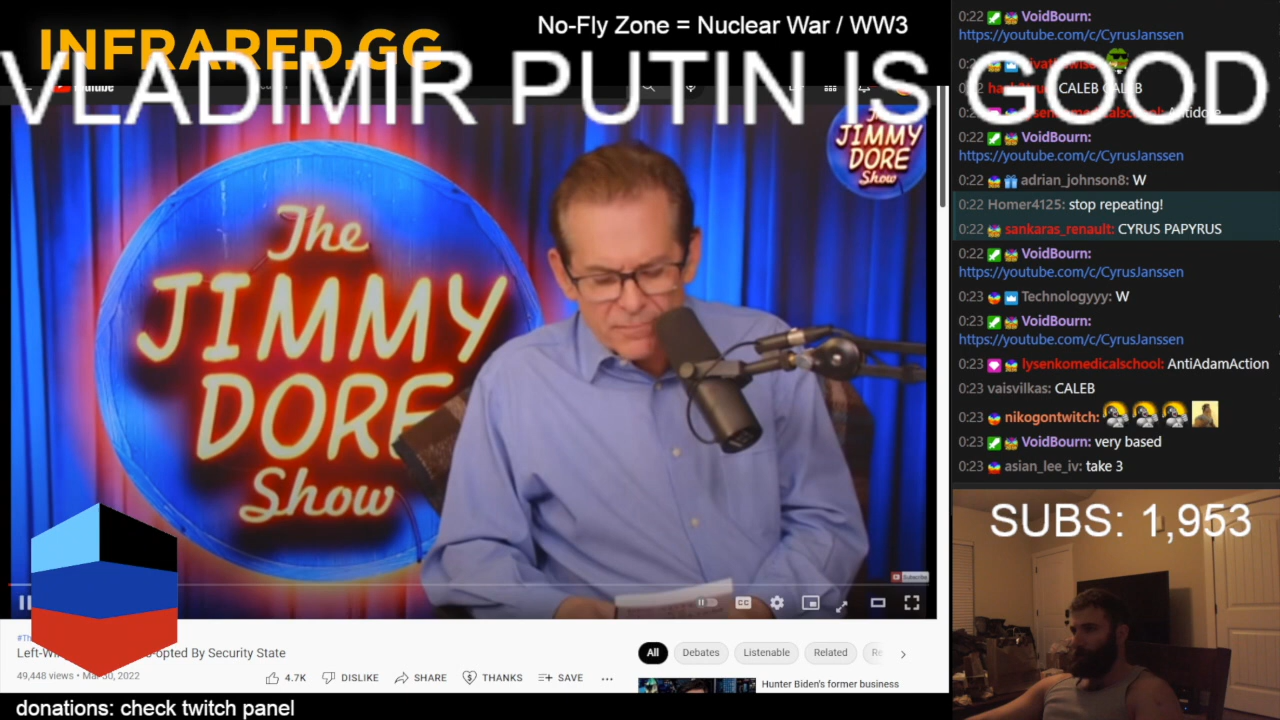 INFRARED.GG
No-Fly Zone = Nuclear War / WW3
VLADIMIR PUTIN IS GOOD
The
JIMMY
DORE
Show
The
JIMMY
DORE
Show
Subscribe
CC
Left-Wi
-opted By Security State
49,448 views • Mar 30, 2022
4.7K
DISLIKE
SHARE
THANKS
SAVE
All
Debates
Listenable
Related
Re
Hunter Biden's former business
donations: check twitch panel
0:22 VoidBourn:
https://youtube.com/c/CyrusJanssen
CALEB CALEB
0:22 VoidBourn:
https://youtube.com/c/CyrusJanssen
0:22 adrian_johnson8: W
0:22 Homer4125: stop repeating!
0:22 sankaras_renault: CYRUS PAPYRUS
0:22 VoidBourn:
https://youtube.com/c/CyrusJanssen
0:23 Technologyyy: W
0:23 VoidBourn:
https://youtube.com/c/CyrusJanssen
0:23 lysenkomedicalschool: AntiAdamAction
0:23 vaisvilkas: CALEB
0:23 nikogontwitch:
0:23 VoidBourn: very based
0:23 asian_lee_iv: take 3
SUBS: 1,953